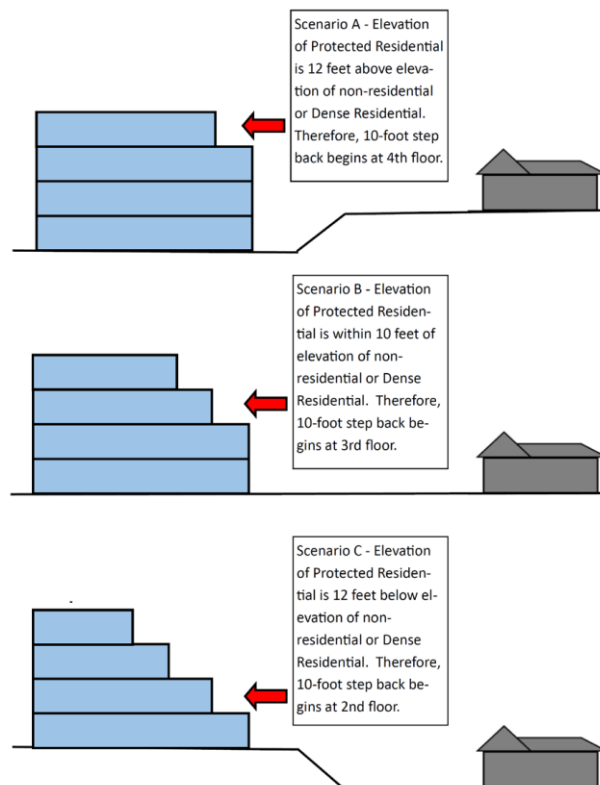 Scenario A - Elevation
of Protected Residential
is 12 feet above eleva-
tion of non-residential
or Dense Residential.
Therefore, 10-foot step
back begins at 4th floor.
Scenario B - Elevation
of Protected Residen-
tial is within 10 feet of
elevation of non-
residential or Dense
Residential.  Therefore,
10-foot step back be-
gins at 3rd floor.
Scenario C - Elevation
of Protected Residen-
tial is 12 feet below el-
evation of non-
residential or Dense
Residential.  Therefore,
10-foot step back be-
gins at 2nd floor.